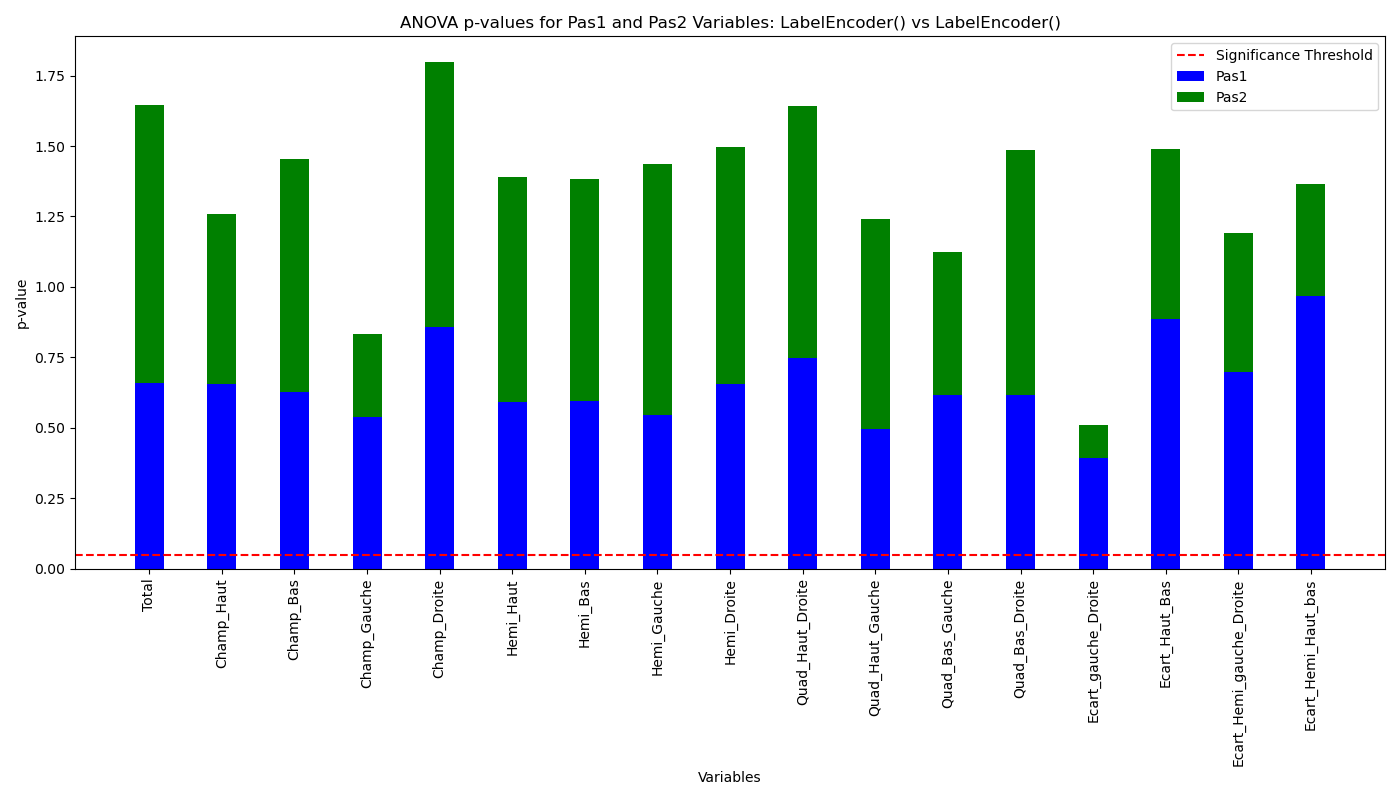 ANOVA p-values for Pas1 and Pas2 Variables: LabelEncoder() vs LabelEncoder()
Significance Threshold
Pas1
Pas2
p-value
1.75
1.50
1.25
1.00
0.75
0.50
0.25
0.00
Total
Champ_Haut
Champ_Bas
Champ_Gauche
Champ_Droite
Hemi_Haut
Hemi_Bas
Hemi_Gauche
Hemi_Droite
Quad_Haut_Droite
Quad_Haut_Gauche
Quad_Bas_Gauche
Quad_Bas_Droite
Ecart_gauche_Droite
Ecart_Haut_Bas
Ecart_Hemi_gauche_Droite
Ecart_Hemi_Haut_bas
Variables